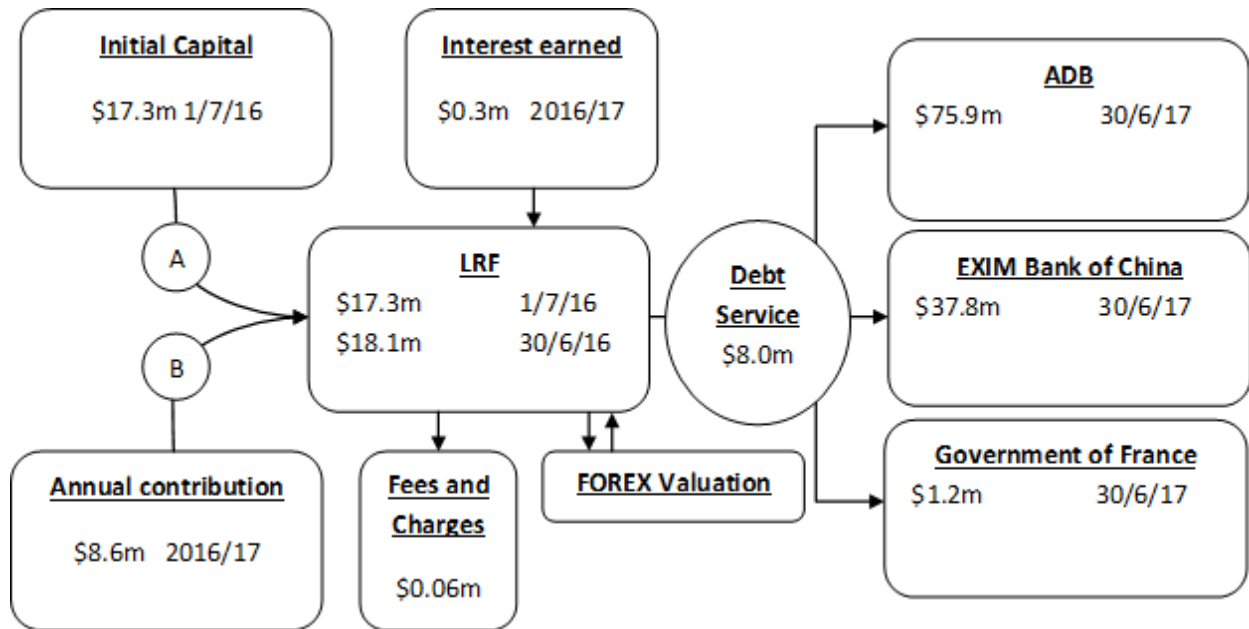 Initial Capital
$17.3m 1/7/16
Interest earned
$0.3m 2016/17
ADB
$75.9m 30/6/17
A
LRF
$17.3m 1/7/16
$18.1m 30/6/16
Debt
Service
$8.0m
EXIM Bank of China
$37.8m 30/6/17
B
Annual contribution
$8.6m 2016/17
Fees and
Charges
$0.06m
FOREX Valuation
Government of France
$1.2m 30/6/17